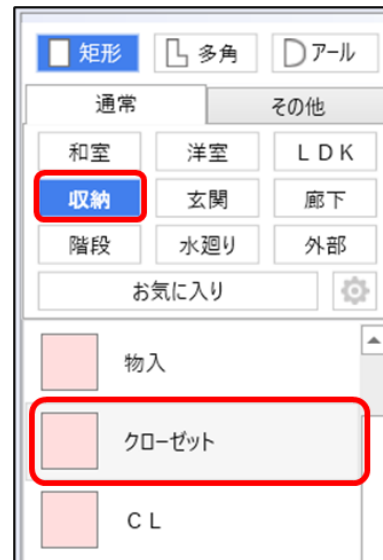 矩形 多角 アール
通常 その他
和室 洋室 ＬＤＫ
収納 玄関 廊下
階段 水廻り 外部
お気に入り
物入
クローゼット
ＣＬ